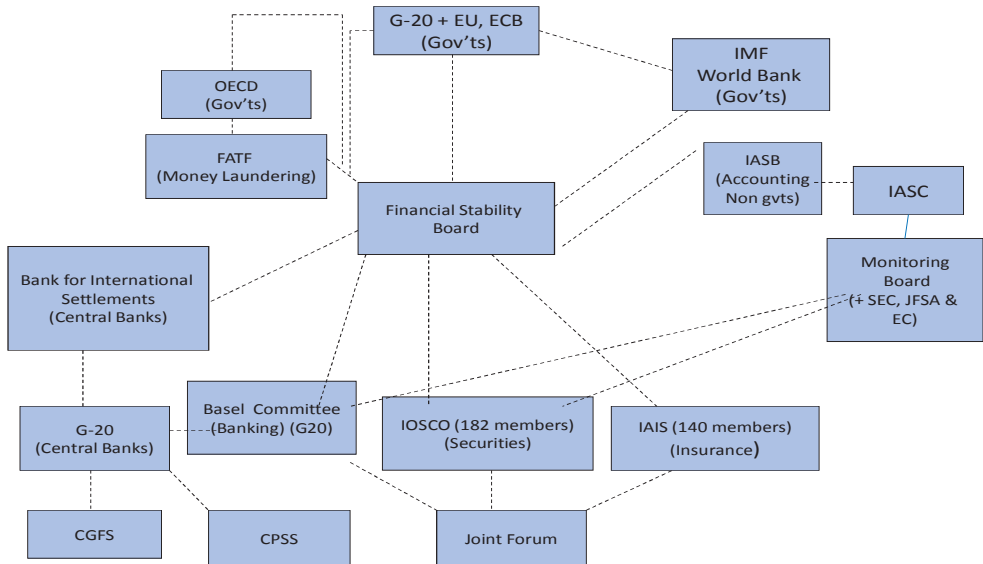 G-20 + EU, ECB
(Gov'ts)
IMF
World Bank
(Gov'ts)
OECD
(Gov'ts)
FATF
(Money Laundering)
IASB
(Accounting
Non gvts)
IASC
Financial Stability
Board
Bank for International
Settlements
(Central Banks)
Monitoring
Board
(+ SEC, JFSA &
EC)
G-20
(Central Banks)
Basel Committee
(Banking) (G20)
IOSCO (182 members)
(Securities)
IAIS (140 members)
(Insurance)
CGFS
CPSS
Joint Forum